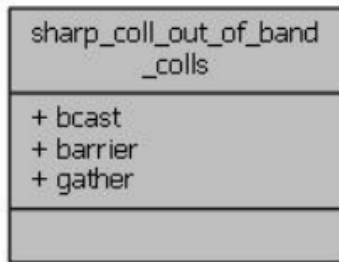 sharp_coll_out_of_band
_colls
+ bcast
+ barrier
+ gather